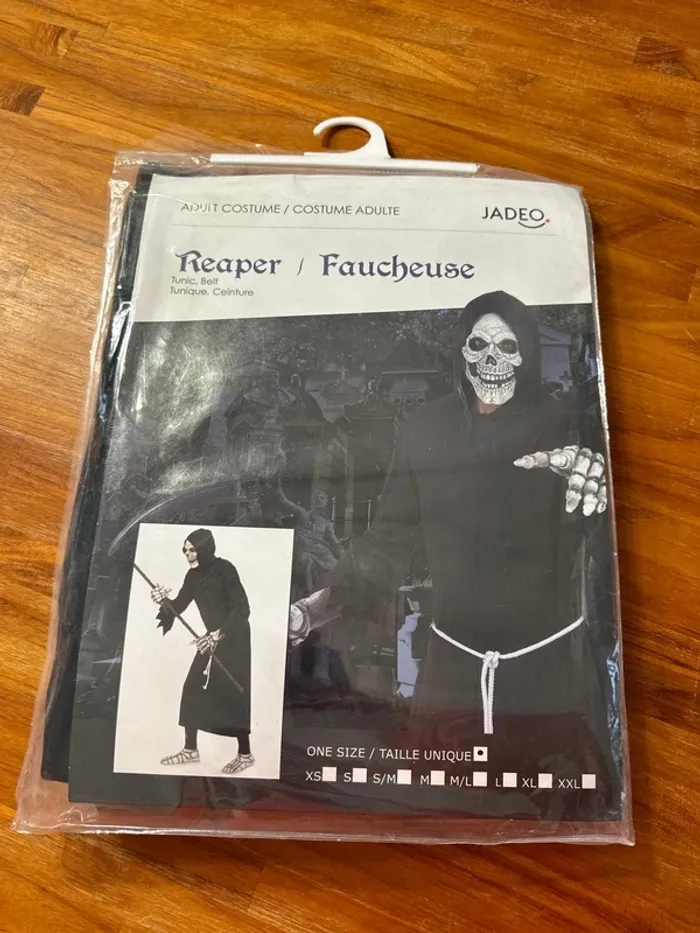 ADULT COSTUME / COSTUME ADULTE
JADEO
Reaper / Faucheuse
Tunic, Belt
Tunique, Ceinture
ONE SIZE / TAILLE UNIQUE
XS S S/M M M/L L XL XXL